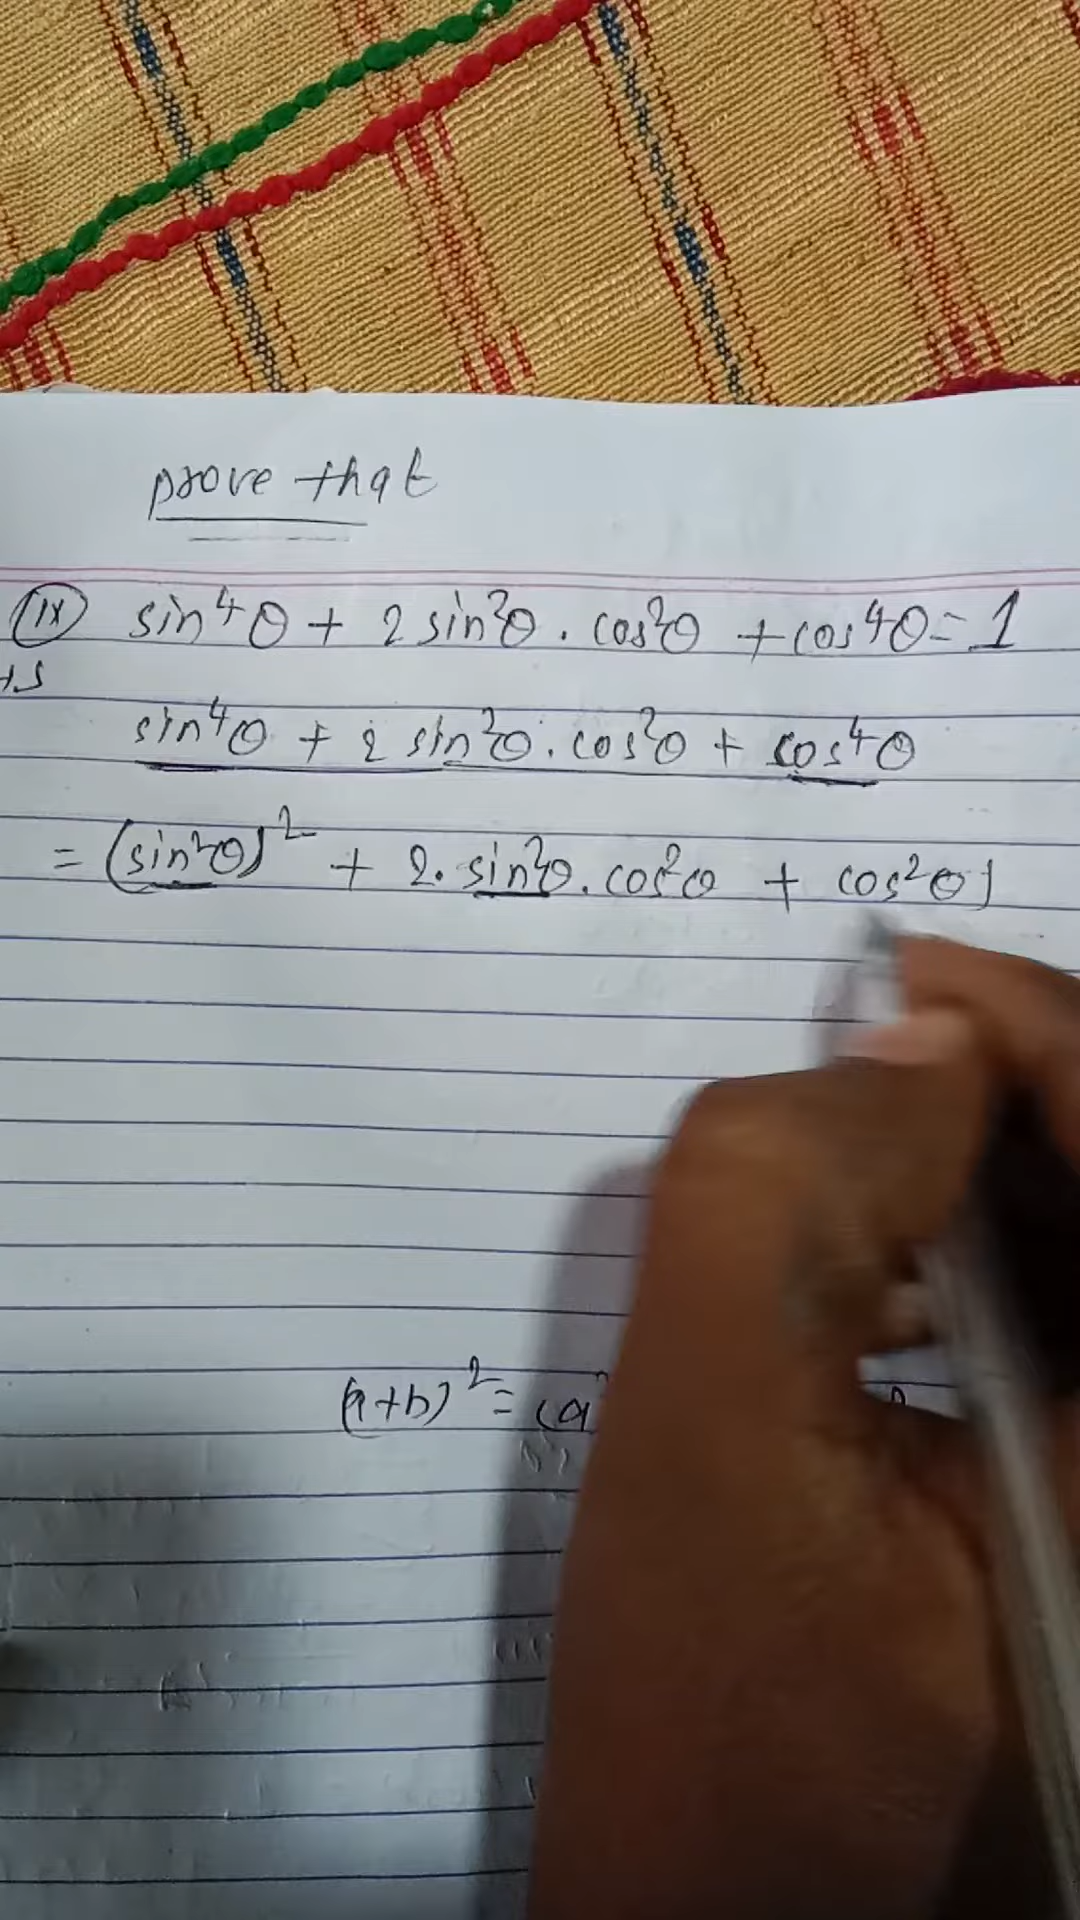 prove that
(ix) sin⁴θ + 2 sin²θ . cos²θ + cos⁴θ = 1
sin⁴θ + 2 sin²θ . cos²θ + cos⁴θ
= (sin²θ)² + 2. sin²θ . cos²θ + cos²θ)
(a+b)² = (a